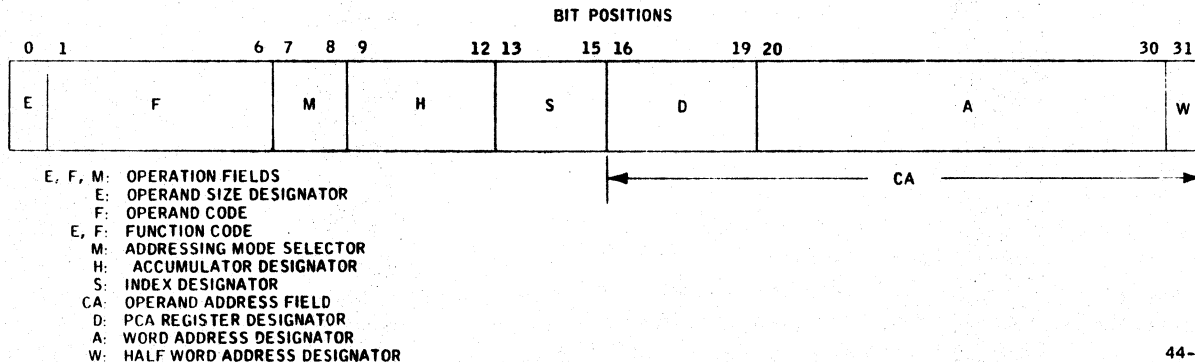 BIT POSITIONS
0 1 6 7 8 9 12 13 15 16 19 20 30 31
E F M H S D A W
CA
E, F, M: OPERATION FIELDS
E: OPERAND SIZE DESIGNATOR
F: OPERAND CODE
E, F: FUNCTION CODE
M: ADDRESSING MODE SELECTOR
H: ACCUMULATOR DESIGNATOR
S: INDEX DESIGNATOR
CA: OPERAND ADDRESS FIELD
D: PCA REGISTER DESIGNATOR
A: WORD ADDRESS DESIGNATOR
W: HALF WORD ADDRESS DESIGNATOR
44-